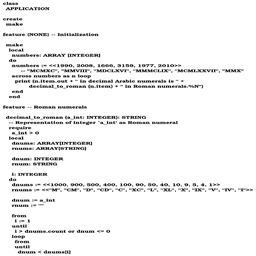 class
APPLICATION
create
make
feature {NONE} -- Initialization
make
local
numbers: ARRAY [INTEGER]
do
numbers := <<1990, 2008, 1666, 3159, 1977, 2010>>
-- "MCMXC", "MMVIII", "MDCLXVI", "MMMCLIX", "MCMLXXVII", "MMX"
across numbers as n loop
print (n.item.out + " in decimal Arabic numerals is " +
decimal_to_roman (n.item) + " in Roman numerals.%N")
end
end
feature -- Roman numerals
decimal_to_roman (a_int: INTEGER): STRING
-- Representation of integer `a_int' as Roman numeral
require
a_int > 0
local
dnums: ARRAY[INTEGER]
rnums: ARRAY[STRING]
dnum: INTEGER
rnum: STRING
i: INTEGER
do
dnums := <<1000, 900, 500, 400, 100, 90, 50, 40, 10, 9, 5, 4, 1>>
rnums := <<"M", "CM", "D", "CD", "C", "XC", "L", "XL", "X", "IX", "V", "IV", "I">>
dnum := a_int
rnum := ""
from
i := 1
until
i > dnums.count or dnum <= 0
loop
from
until
dnum < dnums[i]